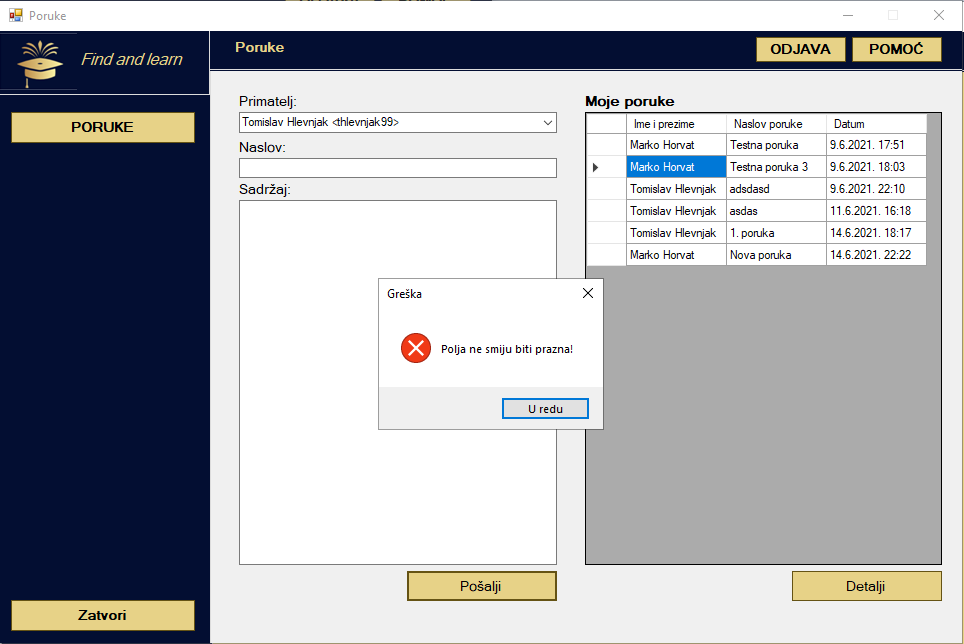 Poruke
Find and learn
Poruke
ODJAVA
POMOĆ
PORUKE
Primatelj:
Tomislav Hlevnjak <thlevnjak99>
Naslov:
Sadržaj:
Moje poruke
Ime i prezime Naslov poruke Datum
Marko Horvat Testna poruka 9.6.2021. 17:51
Marko Horvat Testna poruka 3 9.6.2021. 18:03
Tomislav Hlevnjak adsdasd 9.6.2021. 22:10
Tomislav Hlevnjak asdas 11.6.2021. 16:18
Tomislav Hlevnjak 1. poruka 14.6.2021. 18:17
Marko Horvat Nova poruka 14.6.2021. 22:22
Greška
Polja ne smiju biti prazna!
U redu
Pošalji
Detalji
Zatvori